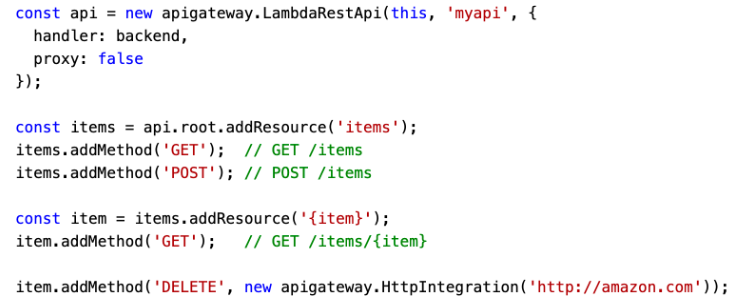 const api = new apigateway.LambdaRestApi(this, 'myapi', {
  handler: backend,
  proxy: false
});

const items = api.root.addResource('items');
items.addMethod('GET');  // GET /items
items.addMethod('POST'); // POST /items

const item = items.addResource('{item}');
item.addMethod('GET');   // GET /items/{item}

item.addMethod('DELETE', new apigateway.HttpIntegration('http://amazon.com'));